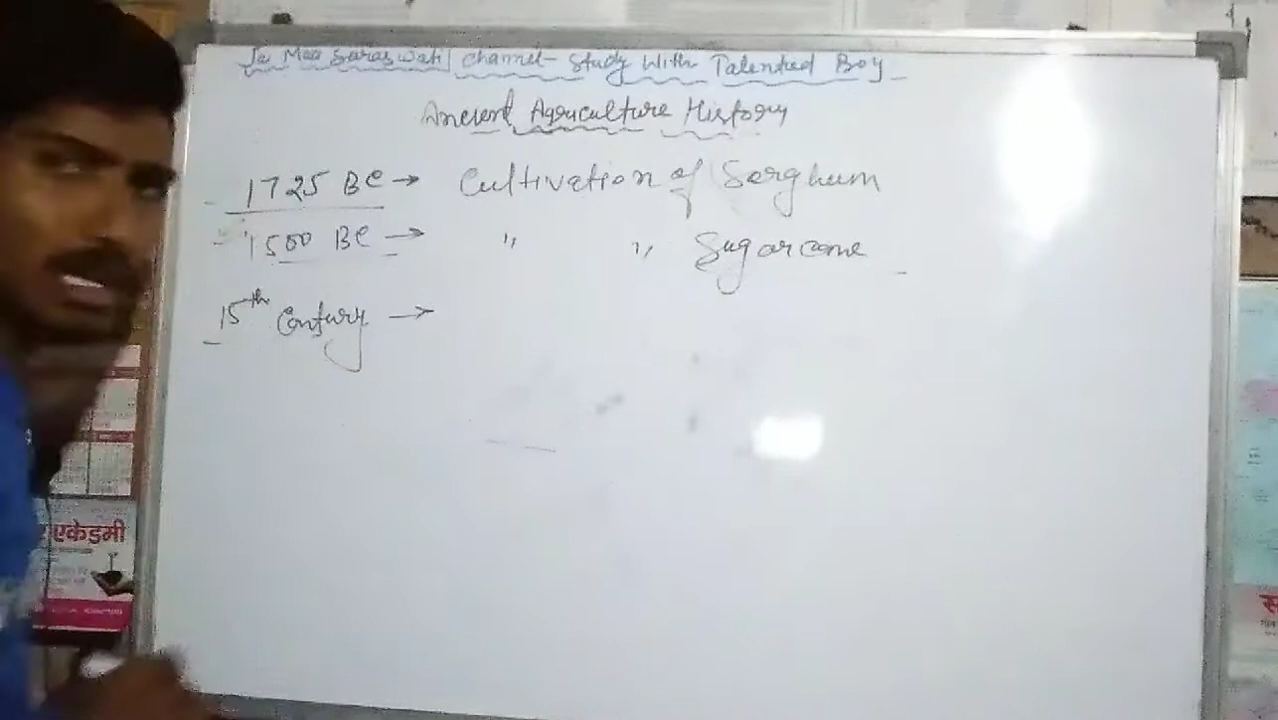 Jai Maa Saraswati | Channel - Study With Talented Boy
Ancient Agriculture History
1725 BC → Cultivation of Sorghum
1500 BC → " " Sugarcane
15th Century →
एकेडमी